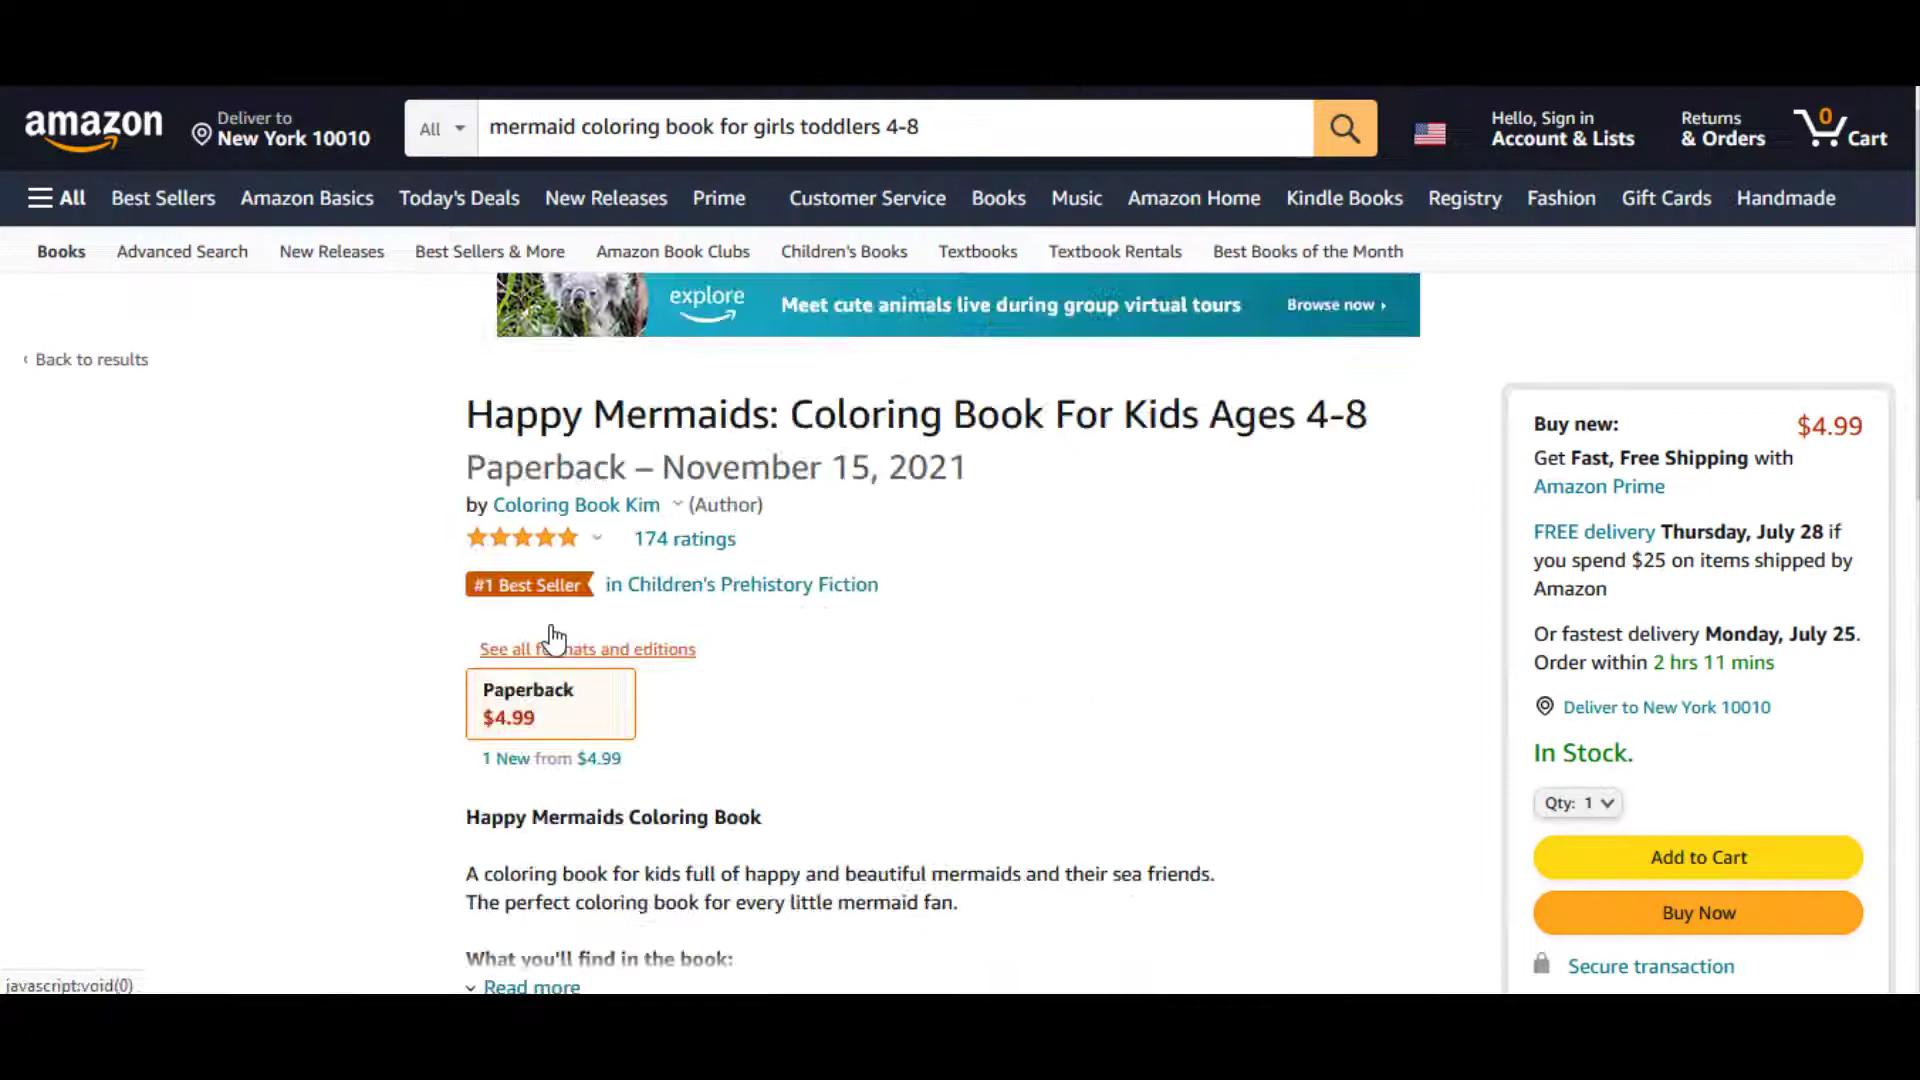 amazon
Deliver to
New York 10010
All
mermaid coloring book for girls toddlers 4-8
Hello, Sign in
Account & Lists
Returns
& Orders
0
Cart
All
Best Sellers
Amazon Basics
Today's Deals
New Releases
Prime
Customer Service
Books
Music
Amazon Home
Kindle Books
Registry
Fashion
Gift Cards
Handmade
Books
Advanced Search
New Releases
Best Sellers & More
Amazon Book Clubs
Children's Books
Textbooks
Textbook Rentals
Best Books of the Month
explore
Meet cute animals live during group virtual tours
Browse now ›
‹ Back to results
Happy Mermaids: Coloring Book For Kids Ages 4-8
Paperback – November 15, 2021
by Coloring Book Kim (Author)
174 ratings
#1 Best Seller in Children's Prehistory Fiction
See all formats and editions
Paperback
$4.99
1 New from $4.99
Happy Mermaids Coloring Book
A coloring book for kids full of happy and beautiful mermaids and their sea friends.
The perfect coloring book for every little mermaid fan.
What you'll find in the book:
Read more
Buy new: $4.99
Get Fast, Free Shipping with
Amazon Prime
FREE delivery Thursday, July 28 if
you spend $25 on items shipped by
Amazon
Or fastest delivery Monday, July 25.
Order within 2 hrs 11 mins
Deliver to New York 10010
In Stock.
Qty: 1
Add to Cart
Buy Now
Secure transaction
javascript:void(0)